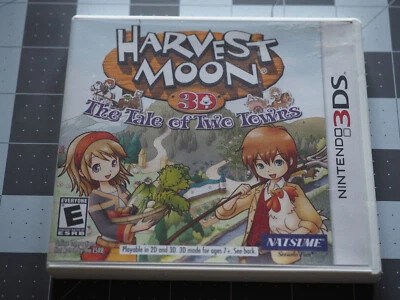 HARVEST
MOON
3D
The Tale of Two Towns
NINTENDO 3DS
EVERYONE
E
ESRB
Playable in 2D and 3D. 3D mode for ages 7+. See back.
NATSUME